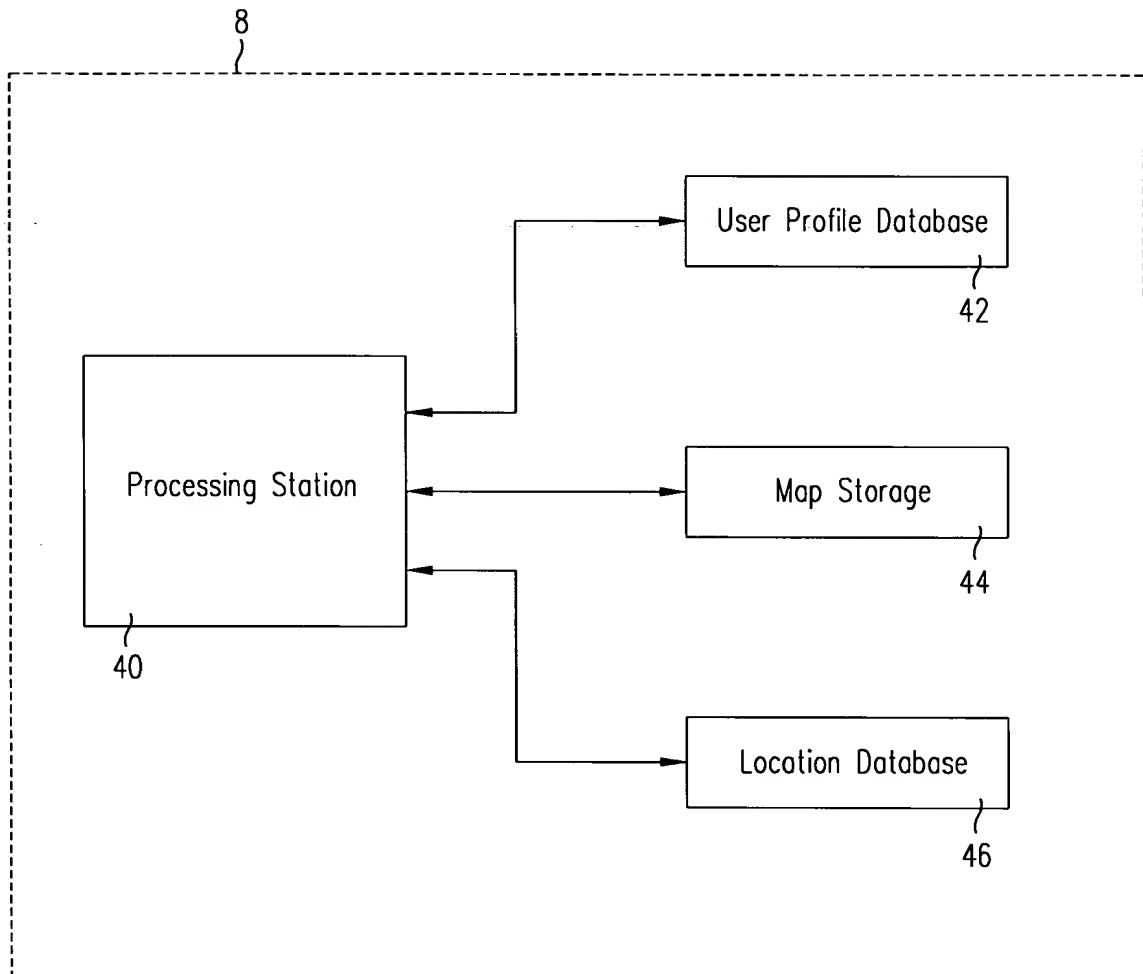 8
User Profile Database
42
Processing Station
40
Map Storage
44
Location Database
46